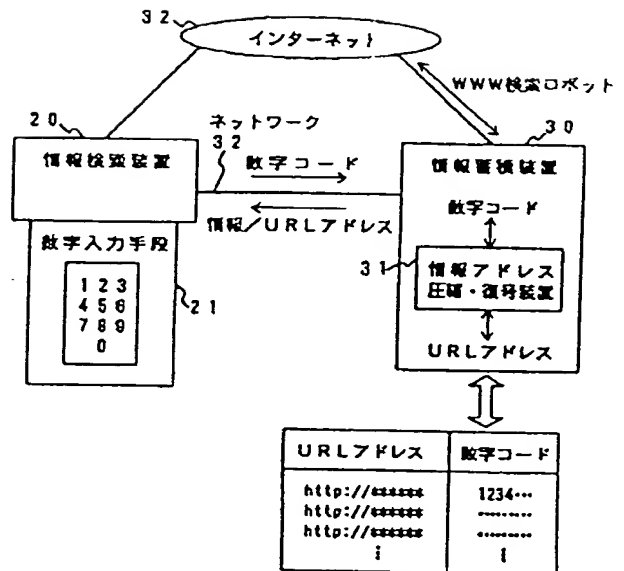 32
インターネット
WWW検索ロボット
20
ネットワーク
32
30
情報検索装置
数字コード
情報蓄積装置
情報/URLアドレス
数字コード
数字入力手段
31
情報アドレス
圧縮・復号装置
1 2 3
4 5 6
7 8 9
0
21
URLアドレス
URLアドレス 数字コード
http://****** 1234…
http://****** ………
http://****** ………
⋮ ⋮